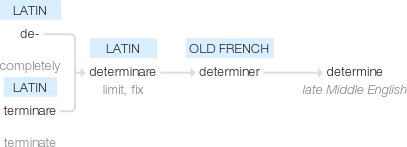 LATIN
de-
completely
LATIN
terminare
terminate
LATIN
determinare
limit, fix
OLD FRENCH
determiner
determine
late Middle English